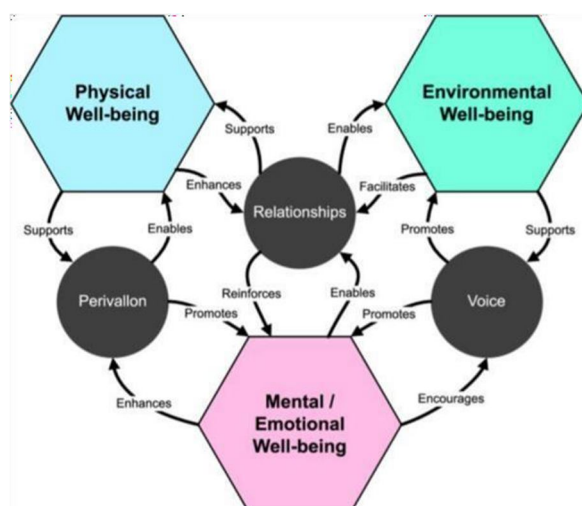 Physical
Well-being
Environmental
Well-being
Supports
Enables
Enhances
Facilitates
Relationships
Supports
Enables
Promotes
Supports
Perivallon
Reinforces
Enables
Voice
Promotes
Promotes
Mental /
Emotional
Well-being
Enhances
Encourages